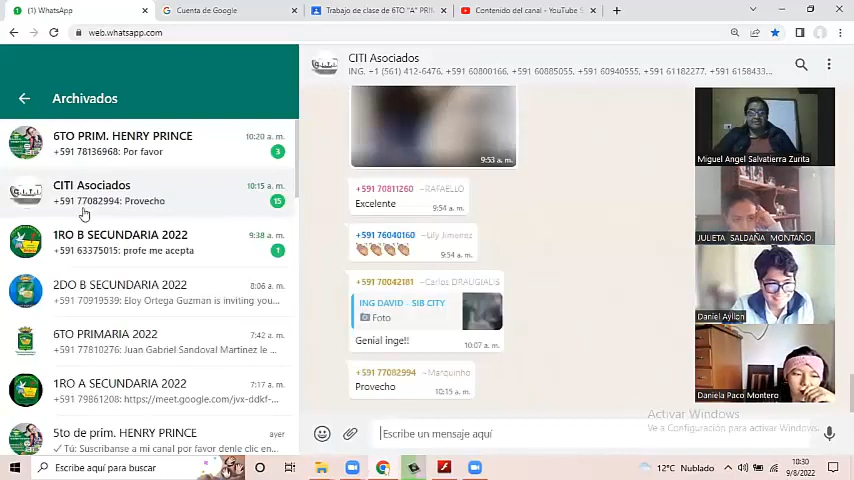 (1) WhatsApp
Cuenta de Google
Trabajo de clase de 6TO "A" PRI
Contenido del canal - YouTube S
web.whatsapp.com
Archivados
6TO PRIM. HENRY PRINCE
10:20 a. m.
+591 78136968: Por favor
3
CITI Asociados
10:15 a. m.
+591 77082994: Provecho
15
1RO B SECUNDARIA 2022
9:38 a. m.
+591 63375015: profe me acepta
1
2DO B SECUNDARIA 2022
8:06 a. m.
+591 70919539: Eloy Ortega Guzman is inviting you...
6TO PRIMARIA 2022
7:42 a. m.
+591 77810276: Juan Gabriel Sandoval Martinez le ...
1RO A SECUNDARIA 2022
7:17 a. m.
+591 79861208: https://meet.google.com/jvx-ddkf-...
5to de prim. HENRY PRINCE
ayer
Tú: Suscribanse a mi canal por favor denle clic en...
CITI Asociados
ING. +1 (561) 412-6476, +591 60800166, +591 60885055, +591 60940555, +591 61182277, +591 6158433...
9:53 a. m.
+591 70811260 ~RAFAELLO
Excelente
9:54 a. m.
+591 76040160 ~Lily Jimenez
9:54 a. m.
+591 70042181 ~Carlos DRAUGIALIS
ING DAVID - SIB CITY
Foto
Genial inge!!
10:07 a. m.
+591 77082994 ~Marquinho
Provecho
10:15 a. m.
Escribe un mensaje aquí
Miguel Angel Salvatierra Zurita
JULIETA SALDAÑA MONTAÑO.
Daniel Ayllon
Daniela Paco Montero
Activar Windows
Ve a Configuración para activar Windows.
Escribe aquí para buscar
12°C Nublado
10:30
9/8/2022